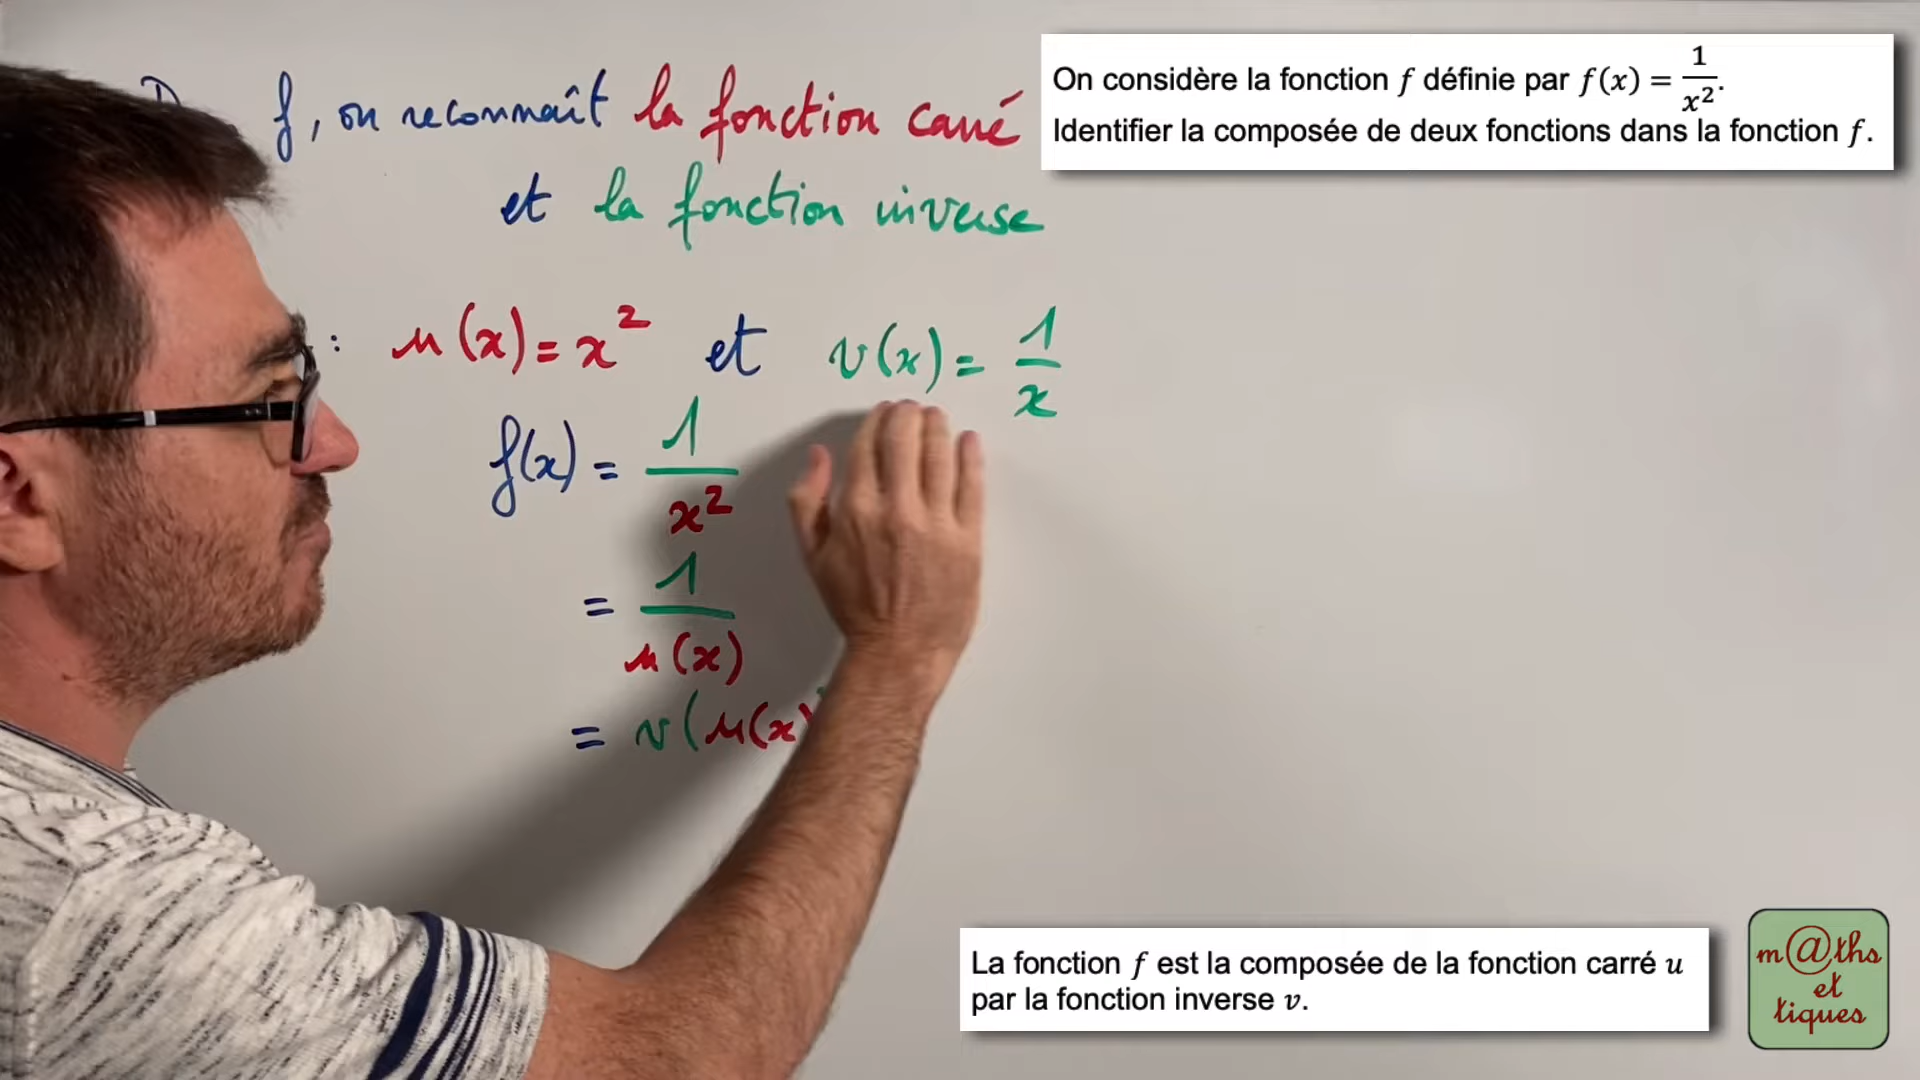 f, on reconnaît la fonction carré
et la fonction inverse
: u(x) = x² et v(x) = 1/x
f(x) = 1/x²
= 1/u(x)
= v(u(x)
On considère la fonction f définie par f(x) = 1/x².
Identifier la composée de deux fonctions dans la fonction f.
La fonction f est la composée de la fonction carré u
par la fonction inverse v.
m@ths
et
tiques